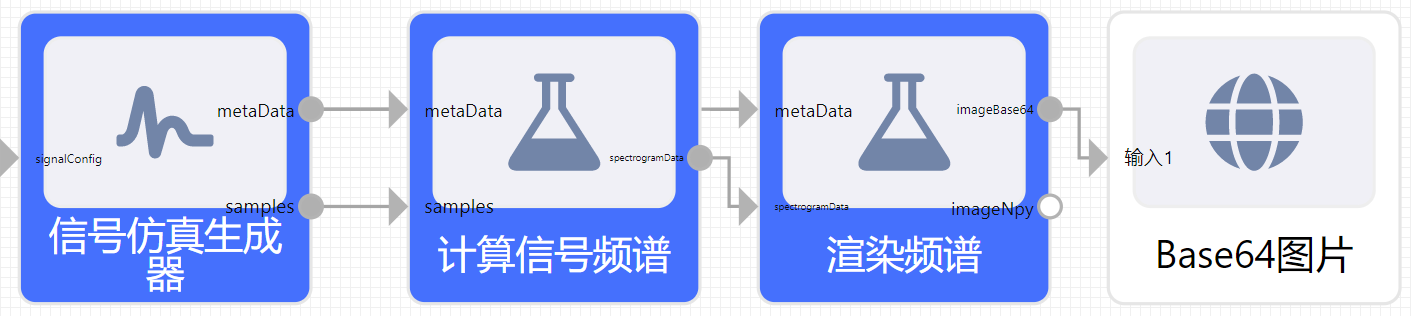 metaData
signalConfig
samples
信号仿真生成
器
metaData
spectrogramData
samples
计算信号频谱
metaData
imageBase64
spectrogramData
imageNpy
渲染频谱
输入1
Base64图片